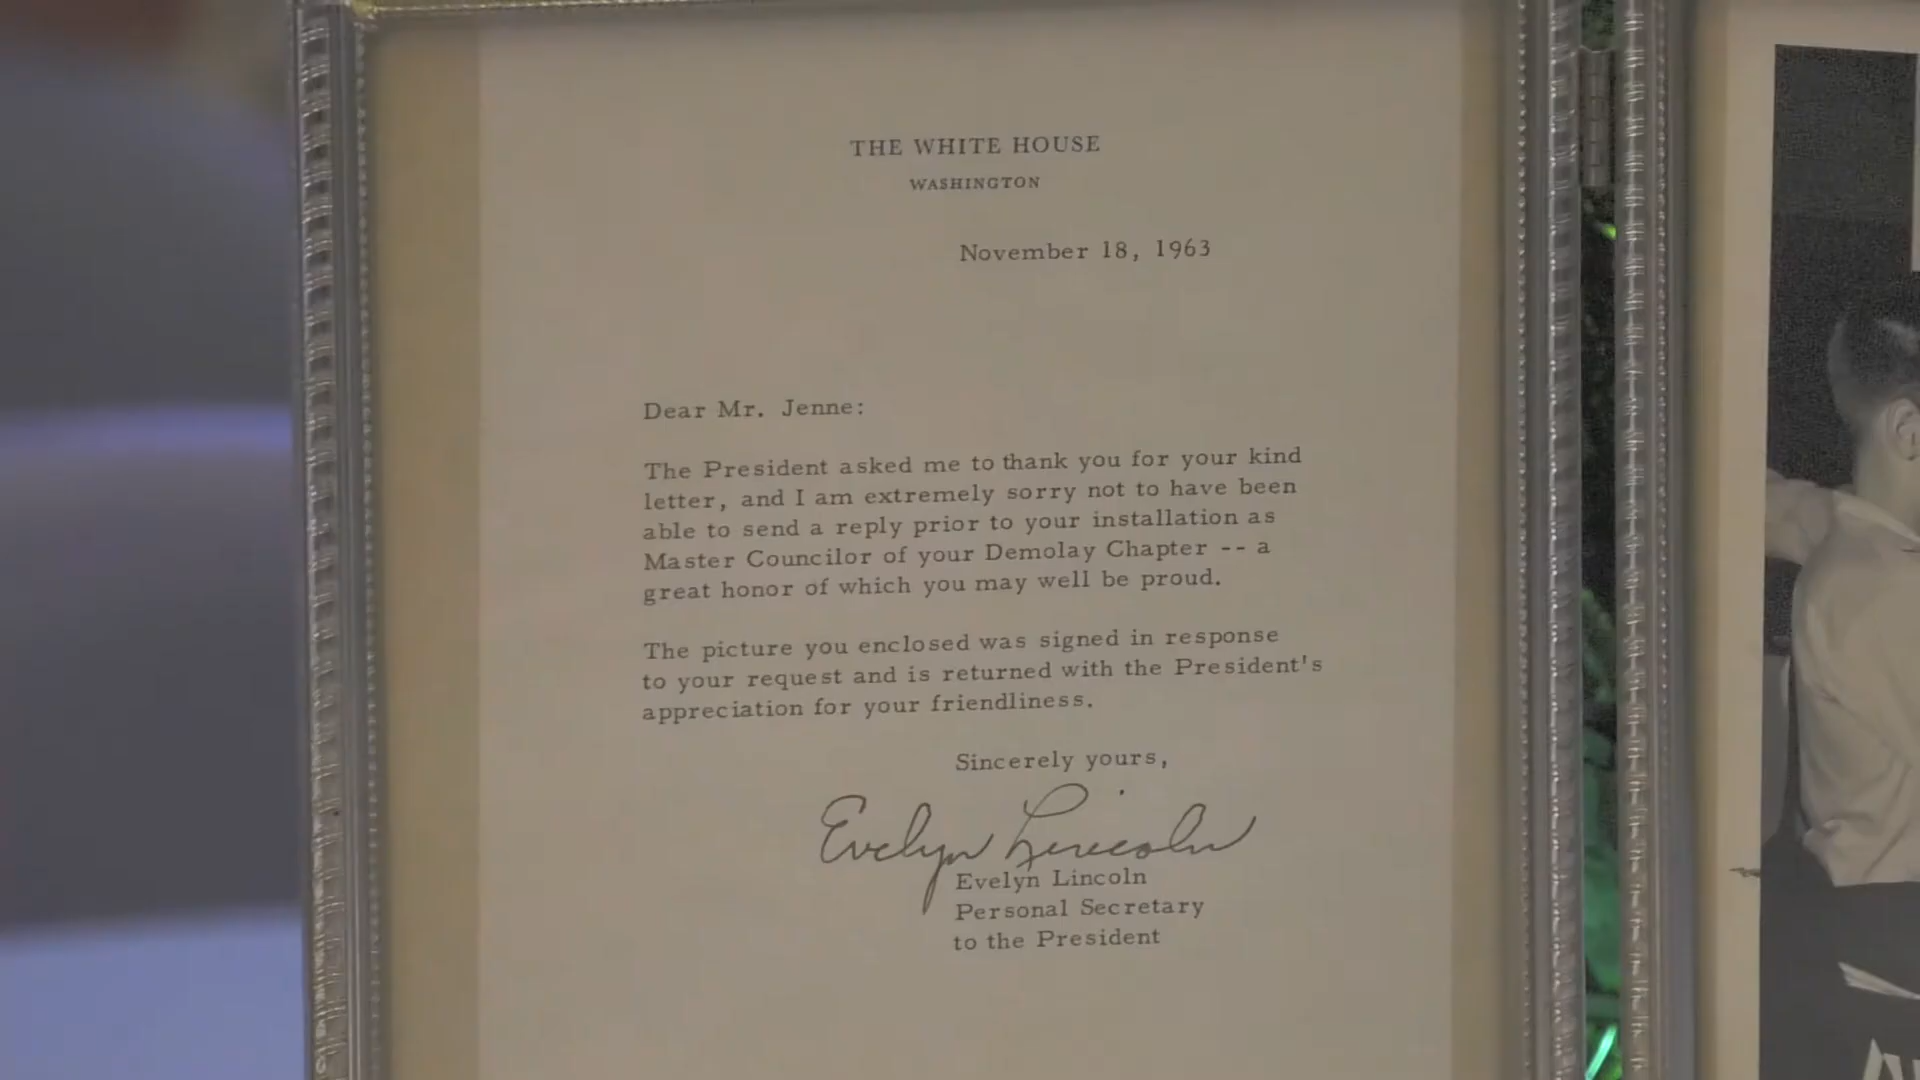 THE WHITE HOUSE
WASHINGTON
November 18, 1963
Dear Mr. Jenne:
The President asked me to thank you for your kind
letter, and I am extremely sorry not to have been
able to send a reply prior to your installation as
Master Councilor of your Demolay Chapter -- a
great honor of which you may well be proud.
The picture you enclosed was signed in response
to your request and is returned with the President's
appreciation for your friendliness.
Sincerely yours,
Evelyn Lincoln
Evelyn Lincoln
Personal Secretary
to the President